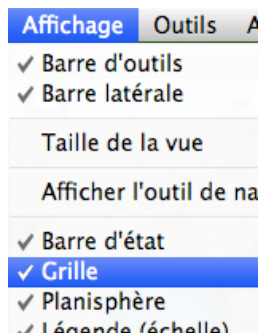 Affichage Outils A
✓ Barre d'outils
✓ Barre latérale
Taille de la vue
Afficher l'outil de na
✓ Barre d'état
✓ Grille
✓ Planisphère
✓ Légende (échelle)